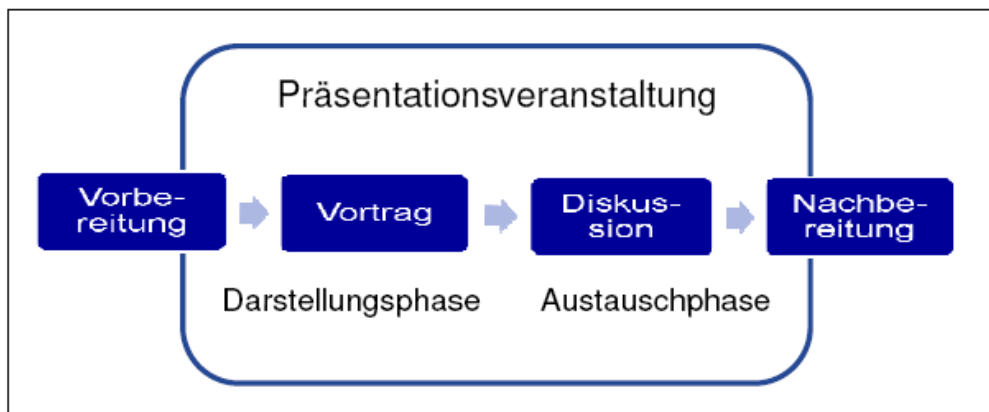 Präsentationsveranstaltung
Vorbe-
reitung
Vortrag
Diskus-
sion
Nachbe-
reitung
Darstellungsphase
Austauschphase